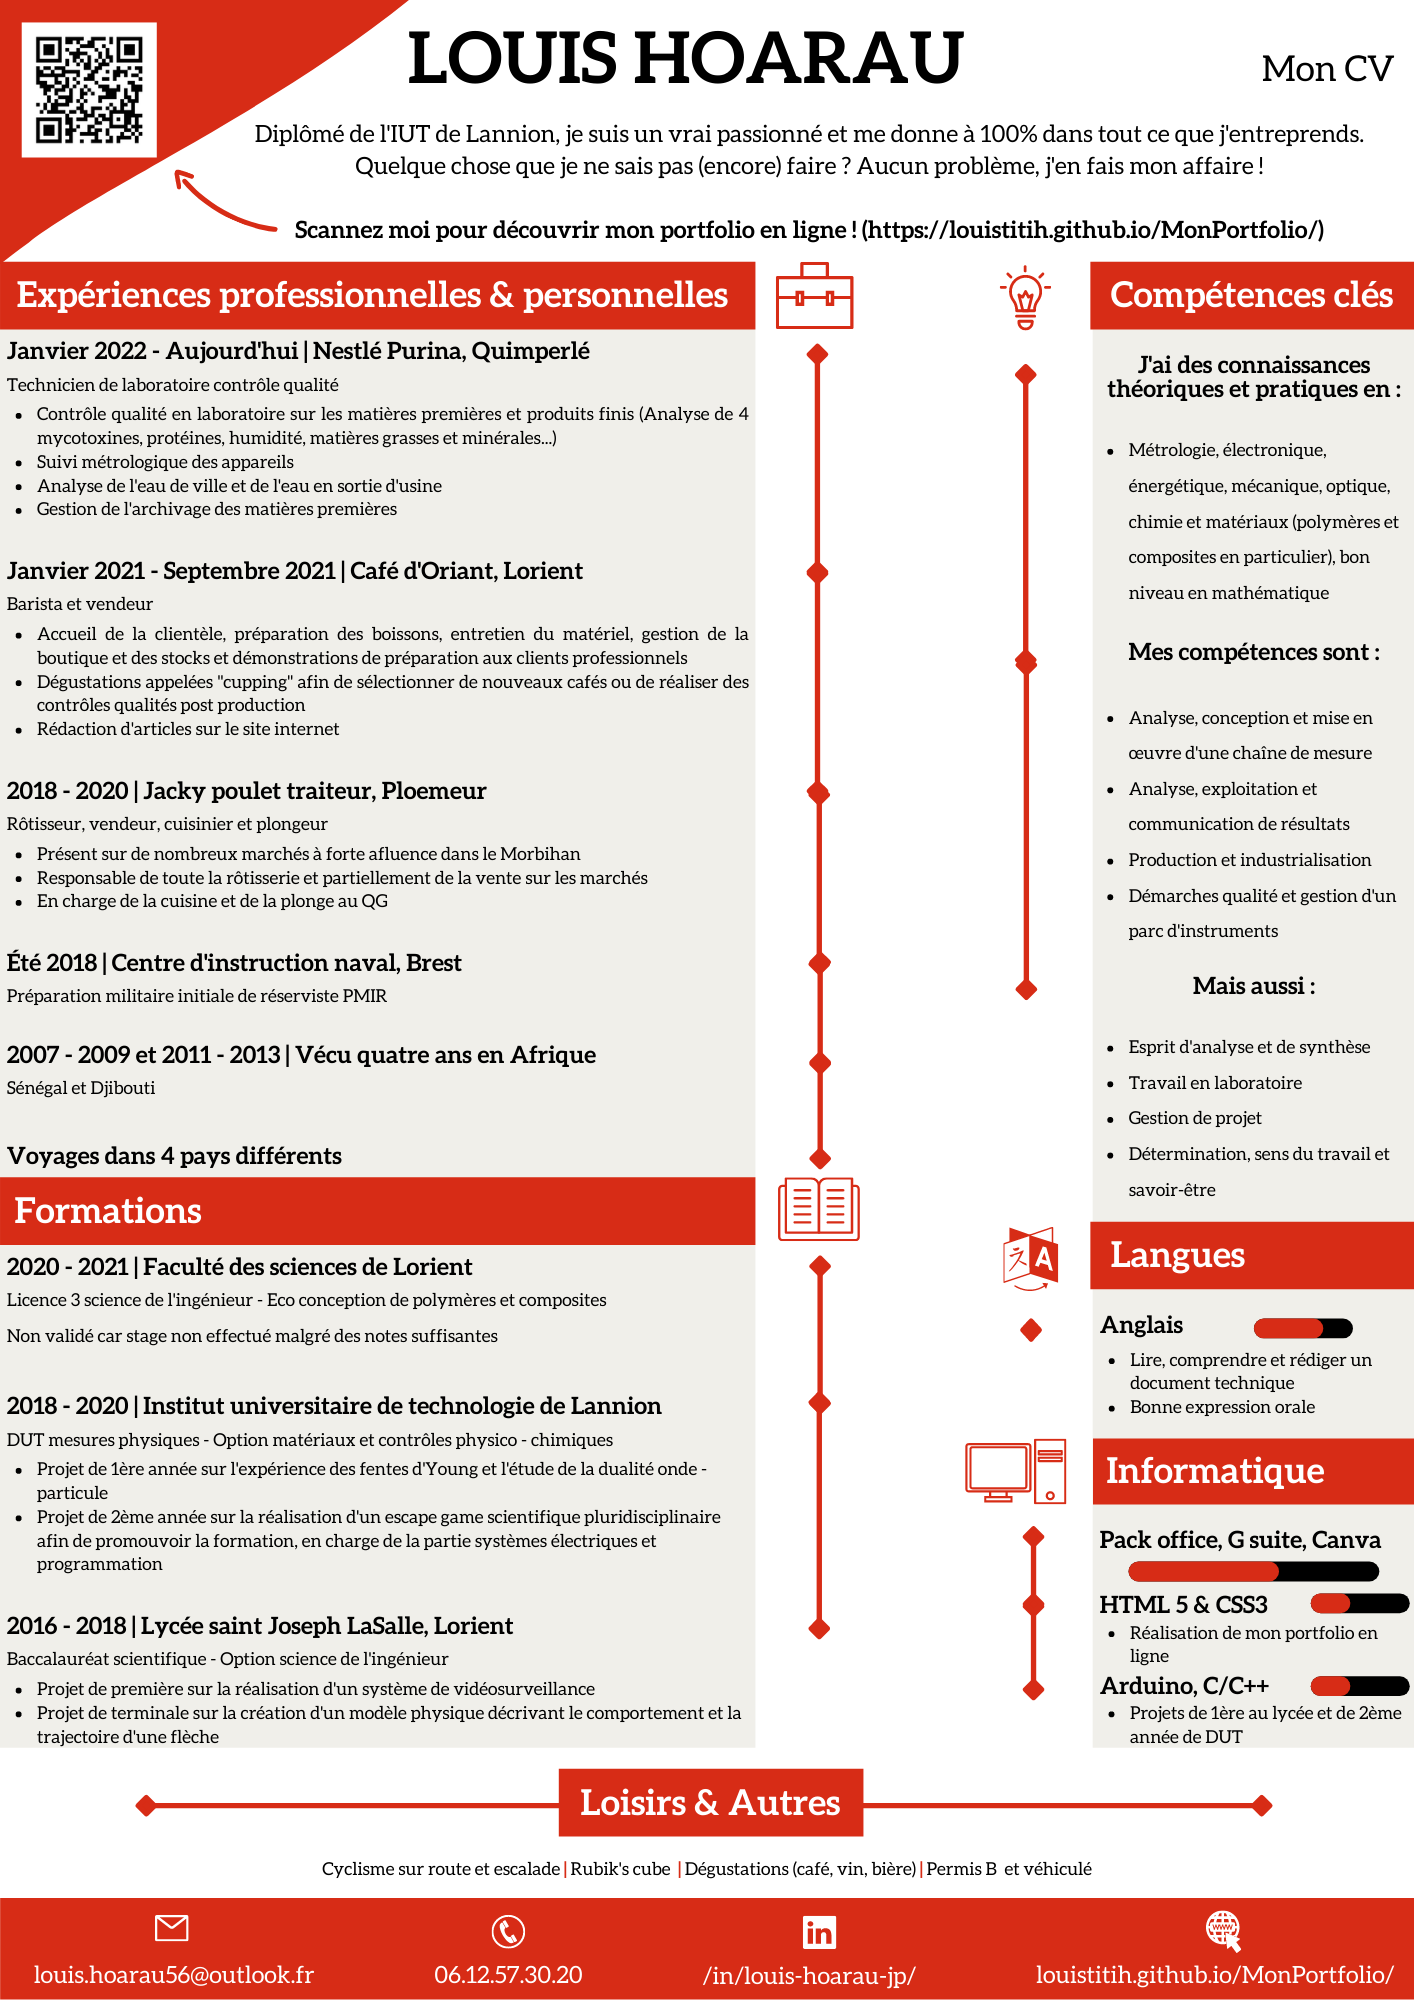 LOUIS HOARAU
Mon CV
Diplômé de l'IUT de Lannion, je suis un vrai passionné et me donne à 100% dans tout ce que j'entreprends.
Quelque chose que je ne sais pas (encore) faire ? Aucun problème, j'en fais mon affaire !
Scannez moi pour découvrir mon portfolio en ligne ! (https://louistitih.github.io/MonPortfolio/)
Expériences professionnelles & personnelles
Janvier 2022 - Aujourd'hui | Nestlé Purina, Quimperlé
Technicien de laboratoire contrôle qualité
• Contrôle qualité en laboratoire sur les matières premières et produits finis (Analyse de 4
mycotoxines, protéines, humidité, matières grasses et minérales...)
• Suivi métrologique des appareils
• Analyse de l'eau de ville et de l'eau en sortie d'usine
• Gestion de l'archivage des matières premières
Janvier 2021 - Septembre 2021 | Café d'Oriant, Lorient
Barista et vendeur
• Accueil de la clientèle, préparation des boissons, entretien du matériel, gestion de la
boutique et des stocks et démonstrations de préparation aux clients professionnels
• Dégustations appelées "cupping" afin de sélectionner de nouveaux cafés ou de réaliser des
contrôles qualités post production
• Rédaction d'articles sur le site internet
2018 - 2020 | Jacky poulet traiteur, Ploemeur
Rôtisseur, vendeur, cuisinier et plongeur
• Présent sur de nombreux marchés à forte afluence dans le Morbihan
• Responsable de toute la rôtisserie et partiellement de la vente sur les marchés
• En charge de la cuisine et de la plonge au QG
Été 2018 | Centre d'instruction naval, Brest
Préparation militaire initiale de réserviste PMIR
2007 - 2009 et 2011 - 2013 | Vécu quatre ans en Afrique
Sénégal et Djibouti
Voyages dans 4 pays différents
Formations
2020 - 2021 | Faculté des sciences de Lorient
Licence 3 science de l'ingénieur - Eco conception de polymères et composites
Non validé car stage non effectué malgré des notes suffisantes
2018 - 2020 | Institut universitaire de technologie de Lannion
DUT mesures physiques - Option matériaux et contrôles physico - chimiques
• Projet de 1ère année sur l'expérience des fentes d'Young et l'étude de la dualité onde -
particule
• Projet de 2ème année sur la réalisation d'un escape game scientifique pluridisciplinaire
afin de promouvoir la formation, en charge de la partie systèmes électriques et
programmation
2016 - 2018 | Lycée saint Joseph LaSalle, Lorient
Baccalauréat scientifique - Option science de l'ingénieur
• Projet de première sur la réalisation d'un système de vidéosurveillance
• Projet de terminale sur la création d'un modèle physique décrivant le comportement et la
trajectoire d'une flèche
Compétences clés
J'ai des connaissances
théoriques et pratiques en :
• Métrologie, électronique,
énergétique, mécanique, optique,
chimie et matériaux (polymères et
composites en particulier), bon
niveau en mathématique
Mes compétences sont :
• Analyse, conception et mise en
œuvre d'une chaîne de mesure
• Analyse, exploitation et
communication de résultats
• Production et industrialisation
• Démarches qualité et gestion d'un
parc d'instruments
Mais aussi :
• Esprit d'analyse et de synthèse
• Travail en laboratoire
• Gestion de projet
• Détermination, sens du travail et
savoir-être
A
Langues
Anglais
• Lire, comprendre et rédiger un
document technique
• Bonne expression orale
Informatique
Pack office, G suite, Canva
HTML 5 & CSS3
• Réalisation de mon portfolio en
ligne
Arduino, C/C++
• Projets de 1ère au lycée et de 2ème
année de DUT
Loisirs & Autres
Cyclisme sur route et escalade | Rubik's cube | Dégustations (café, vin, bière) | Permis B et véhiculé
in
www
louis.hoarau56@outlook.fr
06.12.57.30.20
/in/louis-hoarau-jp/
louistitih.github.io/MonPortfolio/